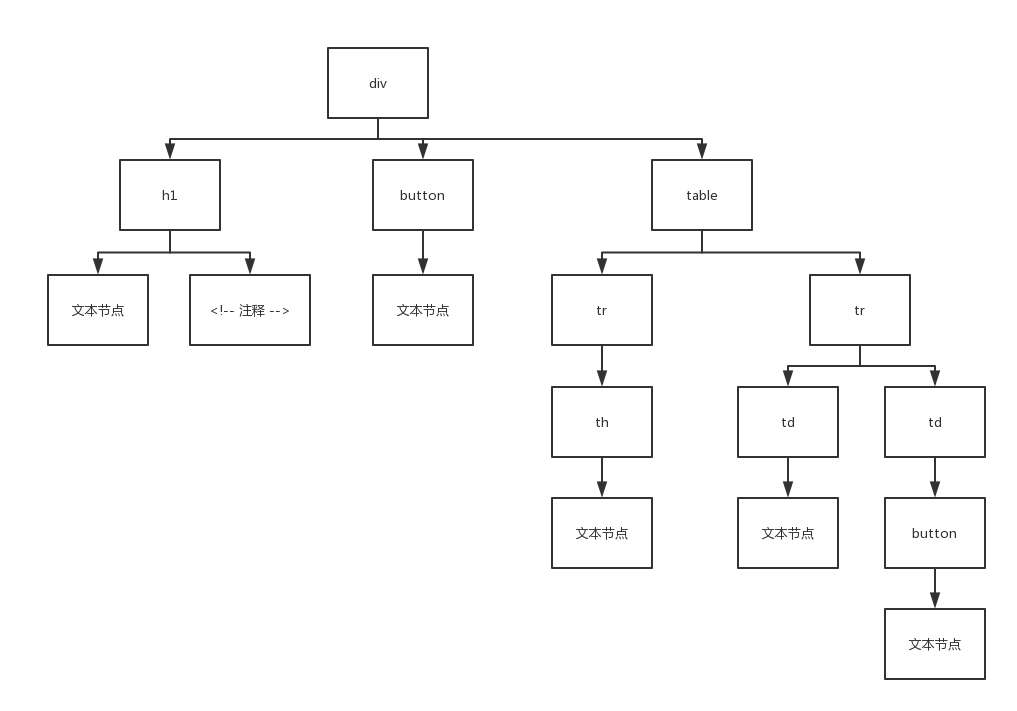 div
h1
button
table
文本节点
<!-- 注释 -->
文本节点
tr
tr
th
td
td
文本节点
文本节点
button
文本节点